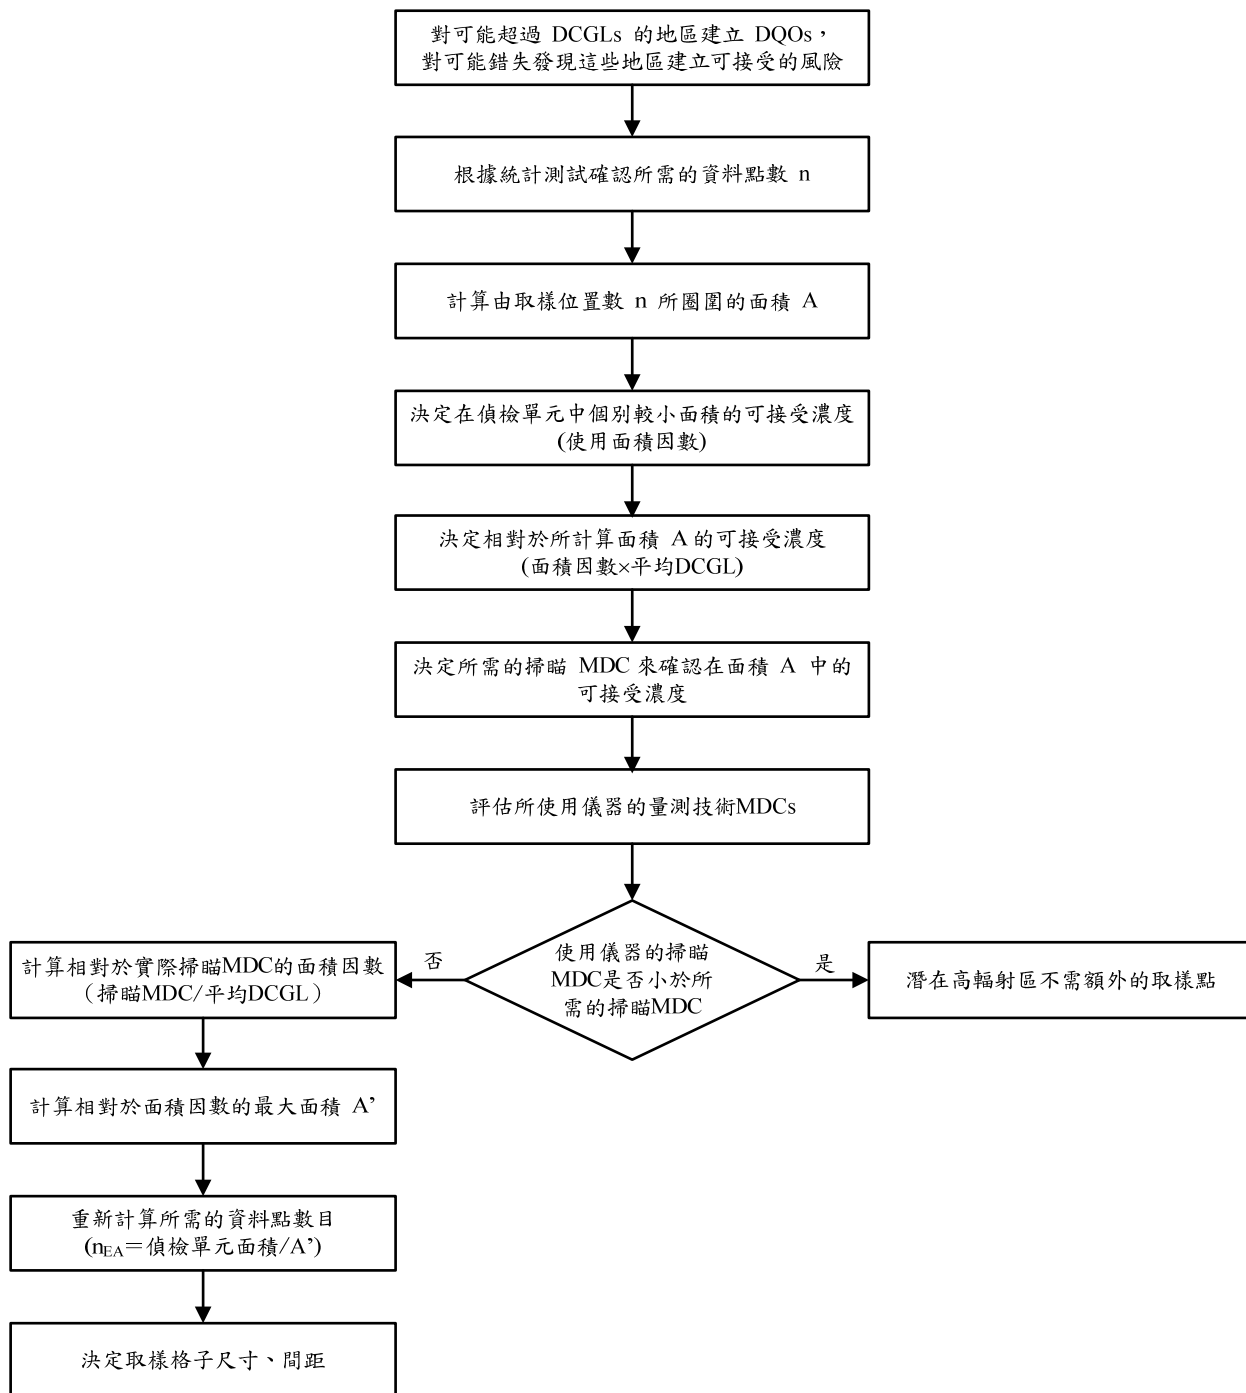 對可能超過 DCGLs 的地區建立 DQOs，
對可能錯失發現這些地區建立可接受的風險
根據統計測試確認所需的資料點數 n
計算由取樣位置數 n 所圈圍的面積 A
決定在偵檢單元中個別較小面積的可接受濃度
(使用面積因數)
決定相對於所計算面積 A 的可接受濃度
(面積因數×平均DCGL)
決定所需的掃瞄 MDC 來確認在面積 A 中的
可接受濃度
評估所使用儀器的量測技術MDCs
使用儀器的掃瞄
MDC是否小於所
需的掃瞄MDC
否
是
計算相對於實際掃瞄MDC的面積因數
（掃瞄MDC/平均DCGL）
潛在高輻射區不需額外的取樣點
計算相對於面積因數的最大面積 A’
重新計算所需的資料點數目
(nEA＝偵檢單元面積/A’)
決定取樣格子尺寸、間距